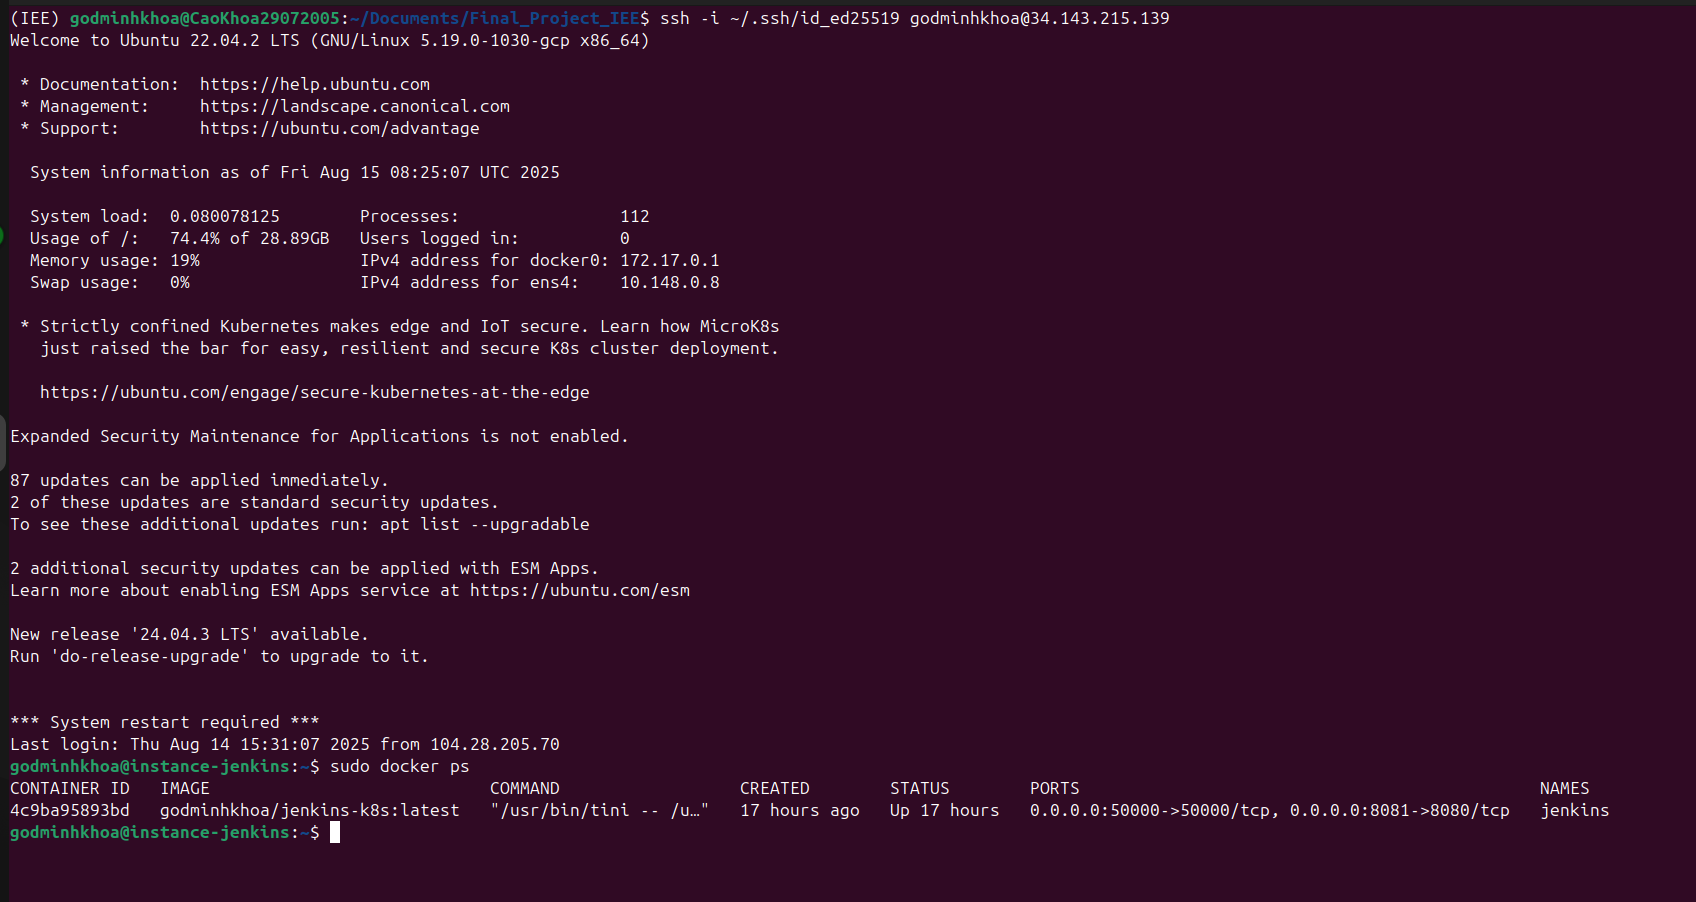 (IEE) godminhkhoa@CaoKhoa29072005:~/Documents/Final_Project_IEE$ ssh -i ~/.ssh/id_ed25519 godminhkhoa@34.143.215.139
Welcome to Ubuntu 22.04.2 LTS (GNU/Linux 5.19.0-1030-gcp x86_64)

 * Documentation:  https://help.ubuntu.com
 * Management:     https://landscape.canonical.com
 * Support:        https://ubuntu.com/advantage

  System information as of Fri Aug 15 08:25:07 UTC 2025

  System load:  0.080078125        Processes:                112
  Usage of /:   74.4% of 28.89GB   Users logged in:          0
  Memory usage: 19%                IPv4 address for docker0: 172.17.0.1
  Swap usage:   0%                 IPv4 address for ens4:    10.148.0.8

 * Strictly confined Kubernetes makes edge and IoT secure. Learn how MicroK8s
   just raised the bar for easy, resilient and secure K8s cluster deployment.

   https://ubuntu.com/engage/secure-kubernetes-at-the-edge

Expanded Security Maintenance for Applications is not enabled.

87 updates can be applied immediately.
2 of these updates are standard security updates.
To see these additional updates run: apt list --upgradable

2 additional security updates can be applied with ESM Apps.
Learn more about enabling ESM Apps service at https://ubuntu.com/esm

New release '24.04.3 LTS' available.
Run 'do-release-upgrade' to upgrade to it.


*** System restart required ***
Last login: Thu Aug 14 15:31:07 2025 from 104.28.205.70
godminhkhoa@instance-jenkins:~$ sudo docker ps
CONTAINER ID   IMAGE                            COMMAND                  CREATED        STATUS        PORTS                                              NAMES
4c9ba95893bd   godminhkhoa/jenkins-k8s:latest   "/usr/bin/tini -- /u…"   17 hours ago   Up 17 hours   0.0.0.0:50000->50000/tcp, 0.0.0.0:8081->8080/tcp   jenkins
godminhkhoa@instance-jenkins:~$